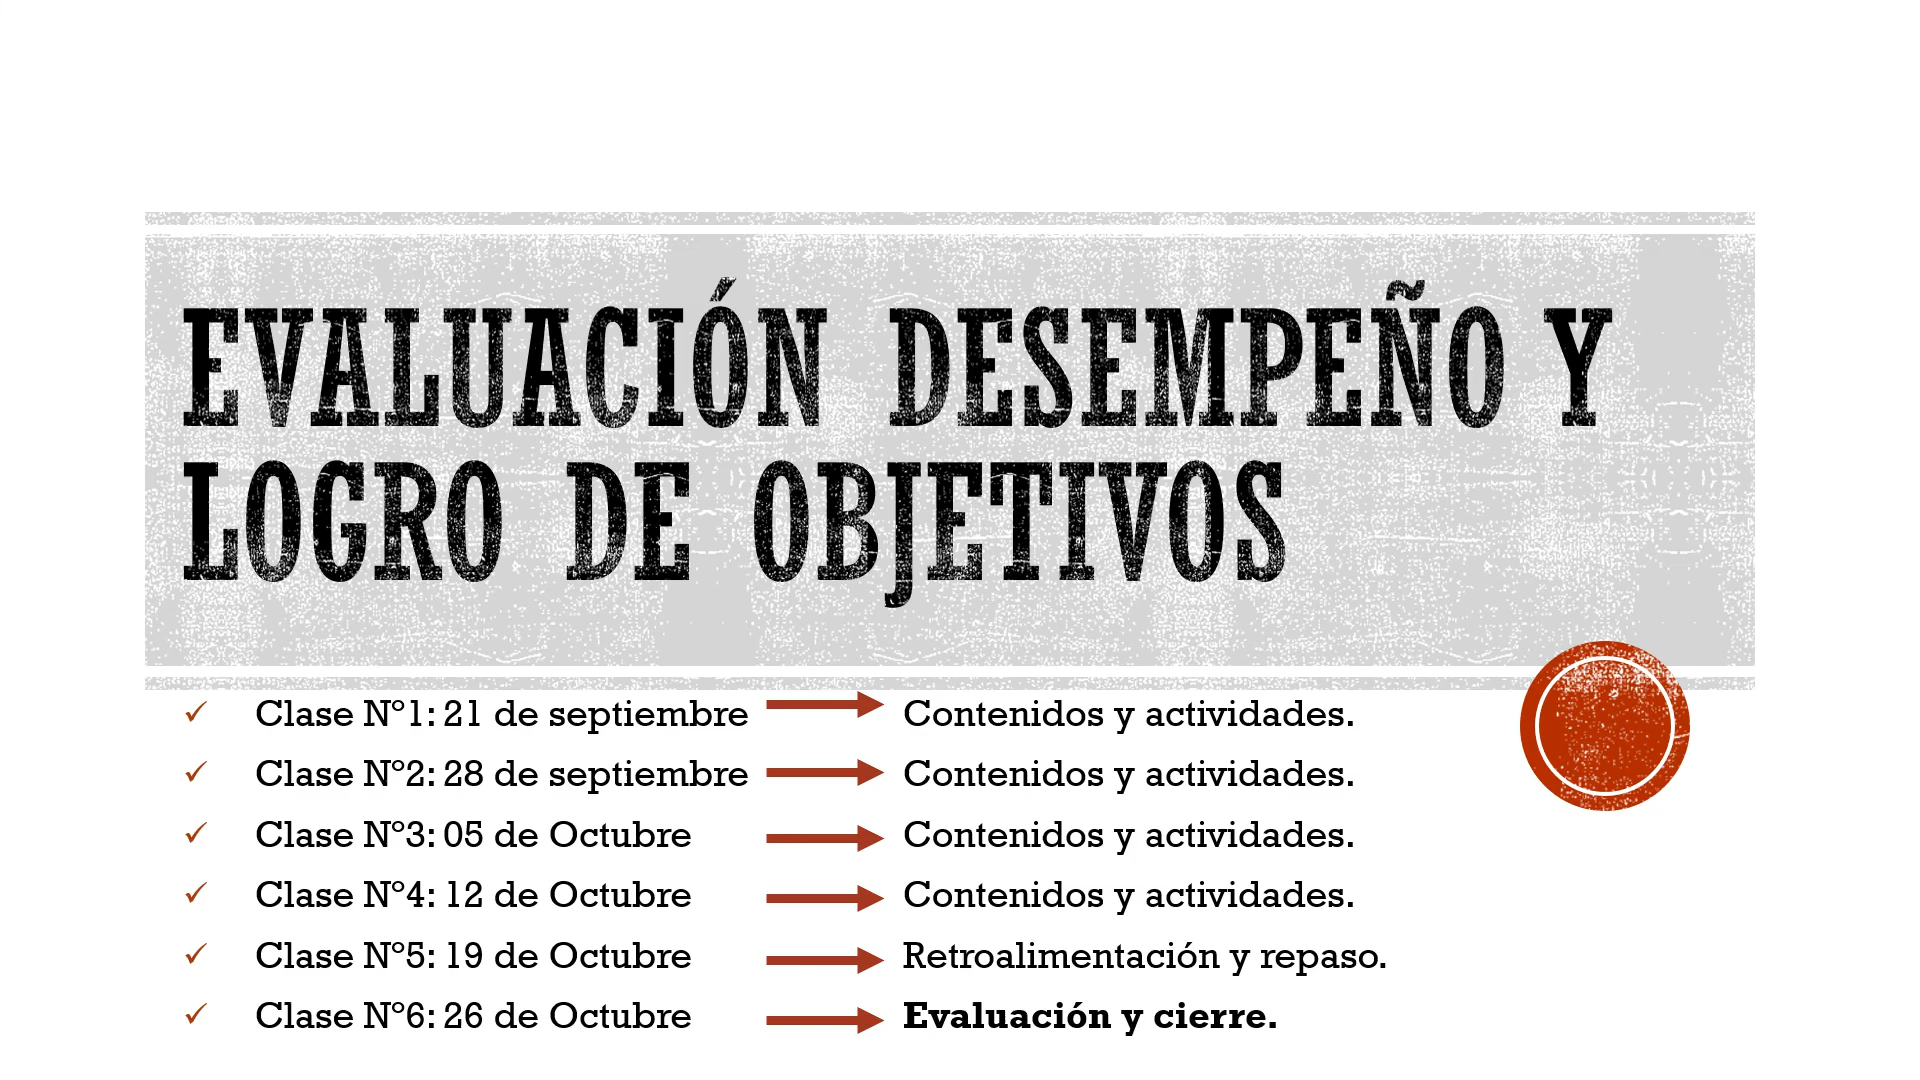 EVALUACIÓN DESEMPEÑO Y
LOGRO DE OBJETIVOS
Clase N°1: 21 de septiembre Contenidos y actividades.
Clase N°2: 28 de septiembre Contenidos y actividades.
Clase N°3: 05 de Octubre Contenidos y actividades.
Clase N°4: 12 de Octubre Contenidos y actividades.
Clase N°5: 19 de Octubre Retroalimentación y repaso.
Clase N°6: 26 de Octubre Evaluación y cierre.